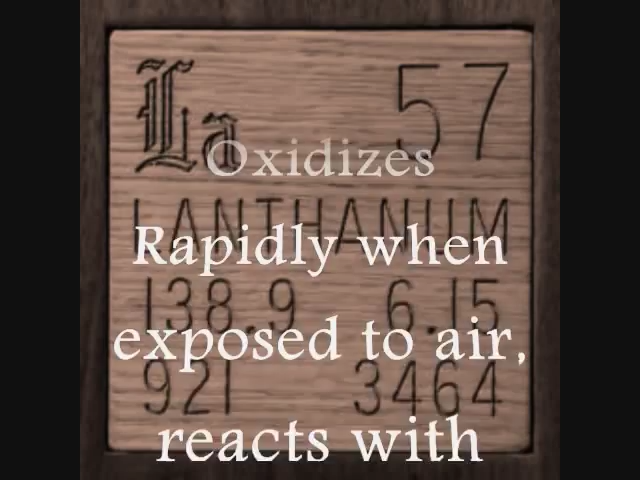 La 57
Oxidizes
LANTHANUM
Rapidly when
138.9 6.15
exposed to air,
921 3464
reacts with